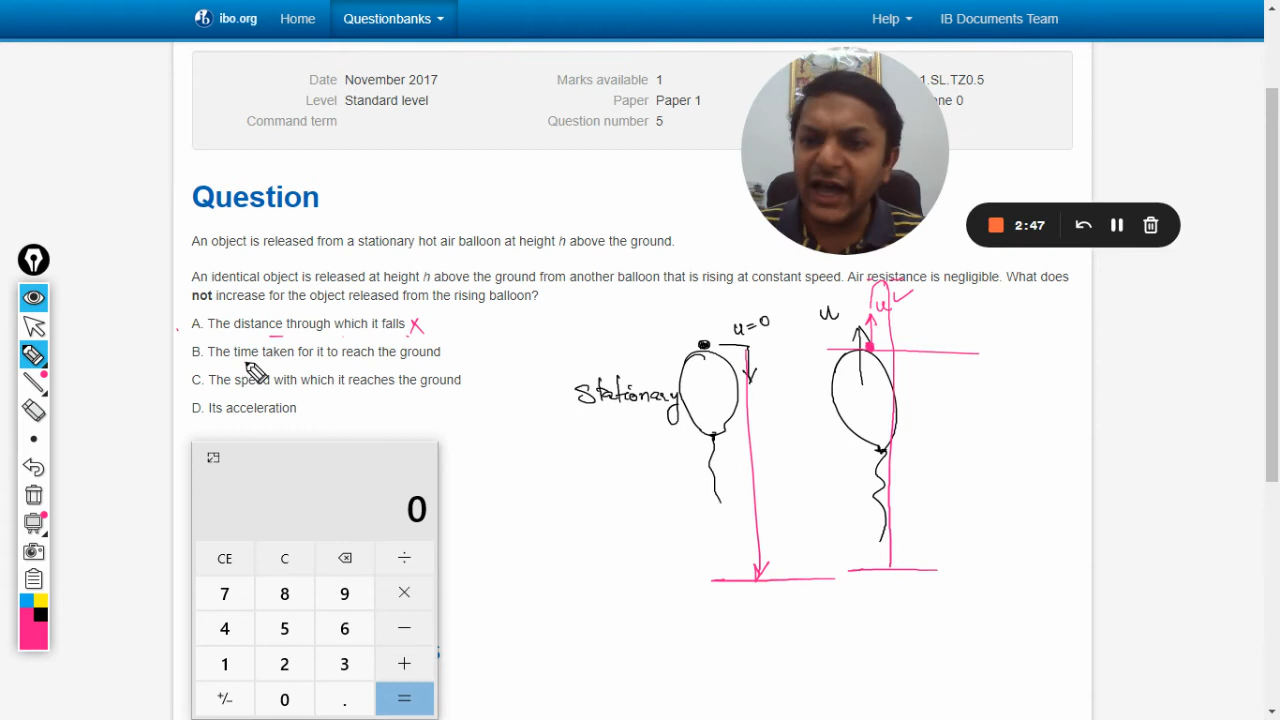 ibo.org Home Questionbanks Help IB Documents Team
Date November 2017 Marks available 1 1.SL.TZ0.5
Level Standard level Paper Paper 1 0
Command term Question number 5
Question
An object is released from a stationary hot air balloon at height h above the ground.
An identical object is released at height h above the ground from another balloon that is rising at constant speed. Air resistance is negligible. What does
not increase for the object released from the rising balloon?
A. The distance through which it falls
B. The time taken for it to reach the ground
C. The speed with which it reaches the ground
D. Its acceleration
2:47
u=0
u
u
Stationary
0
CE C ÷
7 8 9 ×
4 5 6 −
1 2 3 +
+/− 0 . =